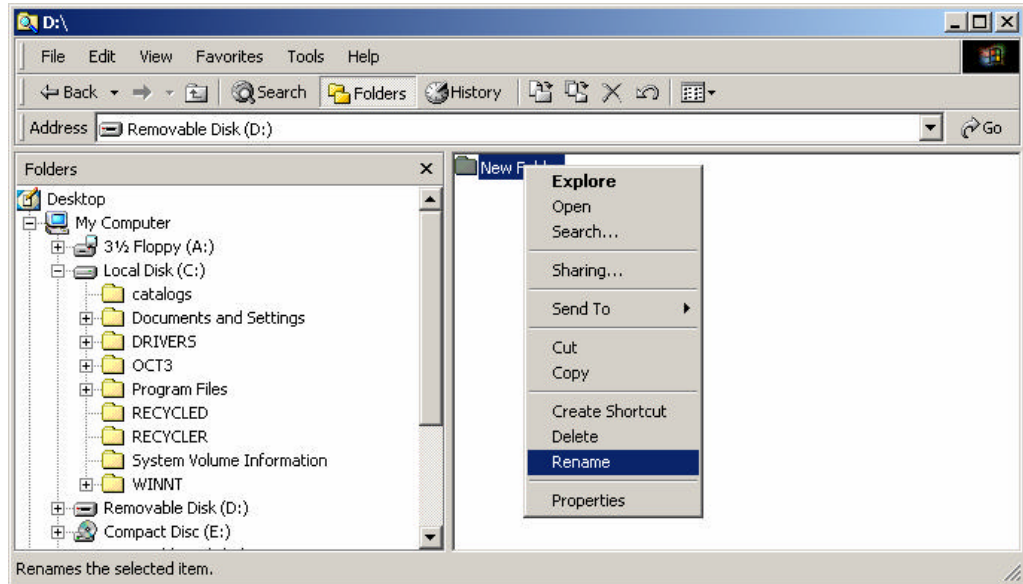 D:\
File Edit View Favorites Tools Help
Back Search Folders History
Address Removable Disk (D:) Go
Folders
Desktop
My Computer
3½ Floppy (A:)
Local Disk (C:)
catalogs
Documents and Settings
DRIVERS
OCT3
Program Files
RECYCLED
RECYCLER
System Volume Information
WINNT
Removable Disk (D:)
Compact Disc (E:)
New
Explore
Open
Search...
Sharing...
Send To
Cut
Copy
Create Shortcut
Delete
Rename
Properties
Renames the selected item.